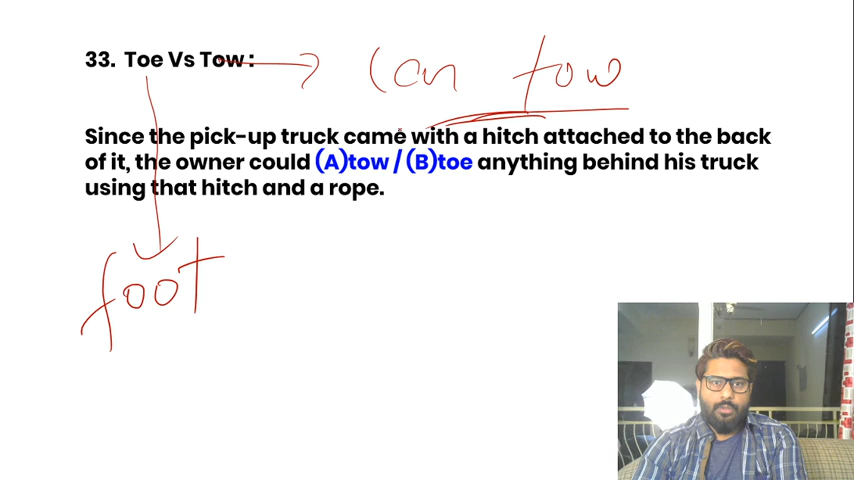 33. Toe Vs Tow :
can tow
Since the pick-up truck came with a hitch attached to the back
of it, the owner could (A)tow / (B)toe anything behind his truck
using that hitch and a rope.
foot